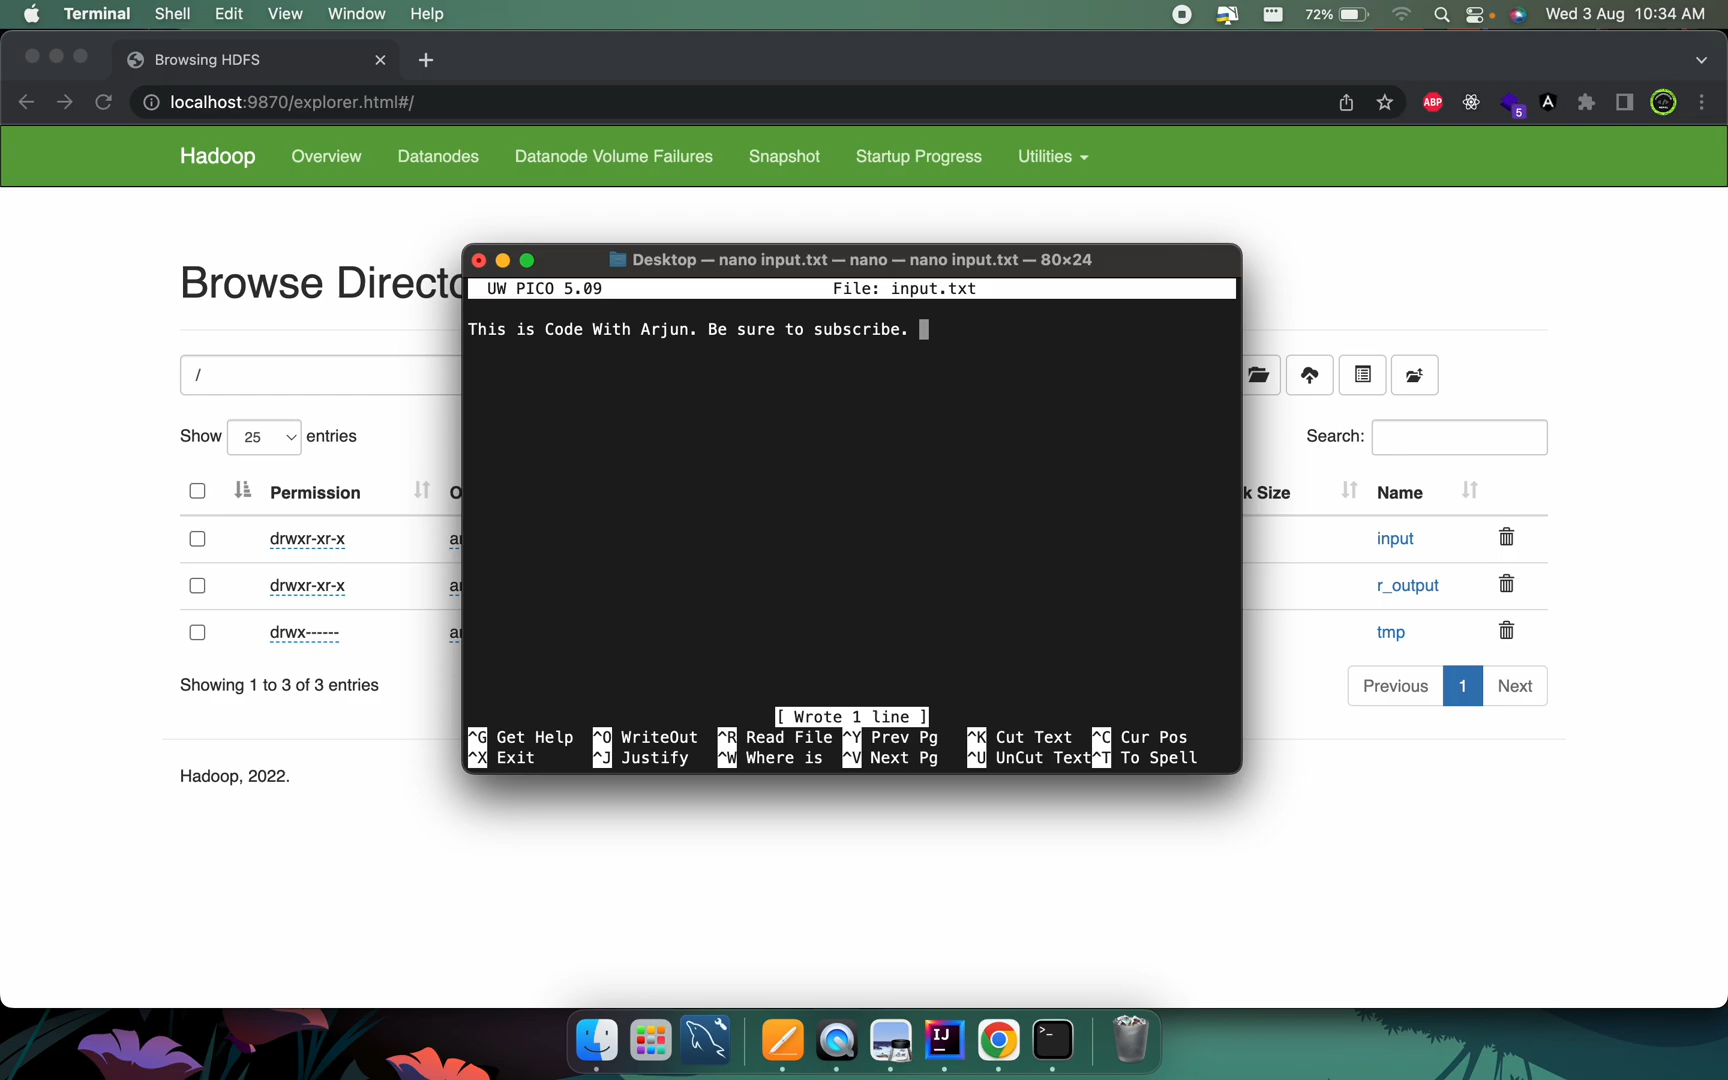 Terminal Shell Edit View Window Help 72% Wed 3 Aug 10:34 AM
Browsing HDFS
localhost:9870/explorer.html#/
ABP 5 A
Hadoop Overview Datanodes Datanode Volume Failures Snapshot Startup Progress Utilities
Desktop — nano input.txt — nano — nano input.txt — 80×24
UW PICO 5.09 File: input.txt
This is Code With Arjun. Be sure to subscribe.
[ Wrote 1 line ]
^G Get Help ^O WriteOut ^R Read File ^Y Prev Pg ^K Cut Text ^C Cur Pos
^X Exit ^J Justify ^W Where is ^V Next Pg ^U UnCut Text ^T To Spell
Browse Directo
/
Show 25 entries Search:
Permission O k Size Name
drwxr-xr-x input
drwxr-xr-x r_output
drwx------ tmp
Showing 1 to 3 of 3 entries Previous 1 Next
Hadoop, 2022.
IJ